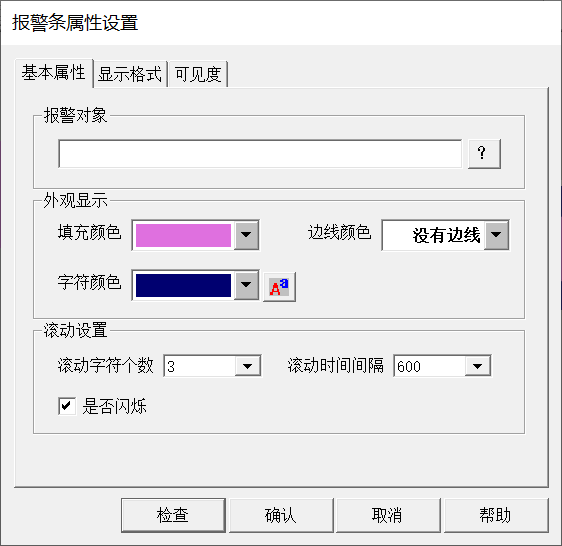 报警条属性设置
基本属性 显示格式 可见度
报警对象
?
外观显示
填充颜色 边线颜色 没有边线
字符颜色 Aa
滚动设置
滚动字符个数 3 滚动时间间隔 600
是否闪烁
检查 确认 取消 帮助